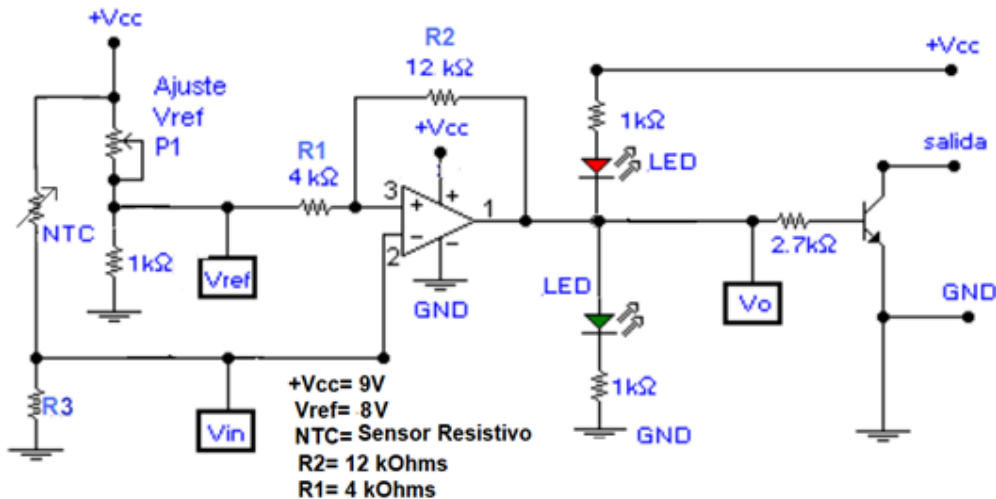 +Vcc
Ajuste
Vref
P1
NTC
1kΩ
Vref
R1
4 kΩ
R2
12 kΩ
+Vcc
3
+
+
1
2
-
-
GND
R3
Vin
+Vcc
1kΩ
LED
LED
1kΩ
GND
Vo
2.7kΩ
salida
GND
+Vcc= 9V
Vref= 8V
NTC= Sensor Resistivo
R2= 12 kOhms
R1= 4 kOhms